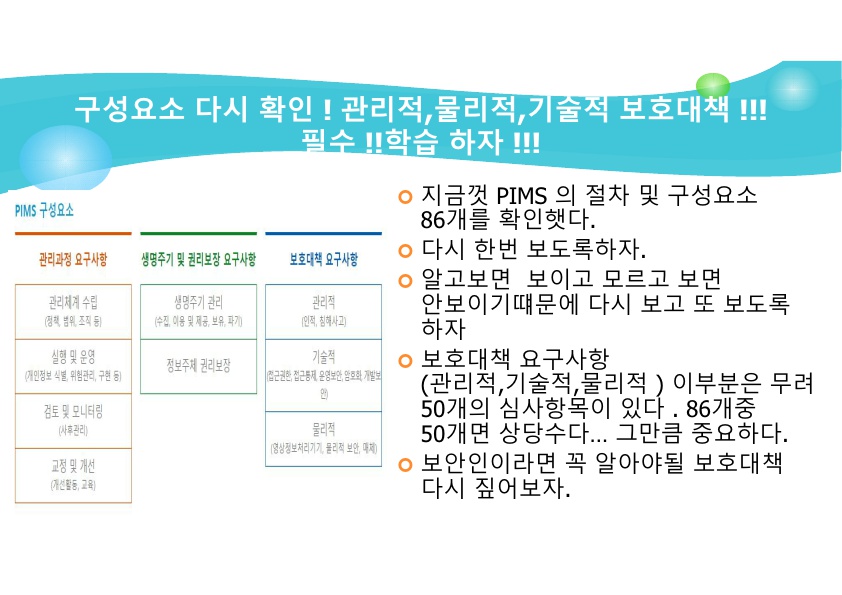 구성요소 다시 확인 ! 관리적,물리적,기술적 보호대책 !!!
필수 !!학습 하자 !!!
PIMS 구성요소
관리과정 요구사항
관리체계 수립
(정책, 범위, 조직 등)
실행 및 운영
(개인정보 식별, 위험관리, 구현 등)
검토 및 모니터링
(사후관리)
교정 및 개선
(개선활동, 교육)
생명주기 및 권리보장 요구사항
생명주기 관리
(수집, 이용 및 제공, 보유, 파기)
정보주체 권리보장
보호대책 요구사항
관리적
(인적, 침해사고)
기술적
(접근권한, 접근통제, 운영보안, 암호화, 개발보
안)
물리적
(영상정보처리기기, 물리적 보안, 매체)
지금껏 PIMS 의 절차 및 구성요소
86개를 확인햇다.
다시 한번 보도록하자.
알고보면 보이고 모르고 보면
안보이기떄문에 다시 보고 또 보도록
하자
보호대책 요구사항
(관리적,기술적,물리적 ) 이부분은 무려
50개의 심사항목이 있다 . 86개중
50개면 상당수다... 그만큼 중요하다.
보안인이라면 꼭 알아야될 보호대책
다시 짚어보자.